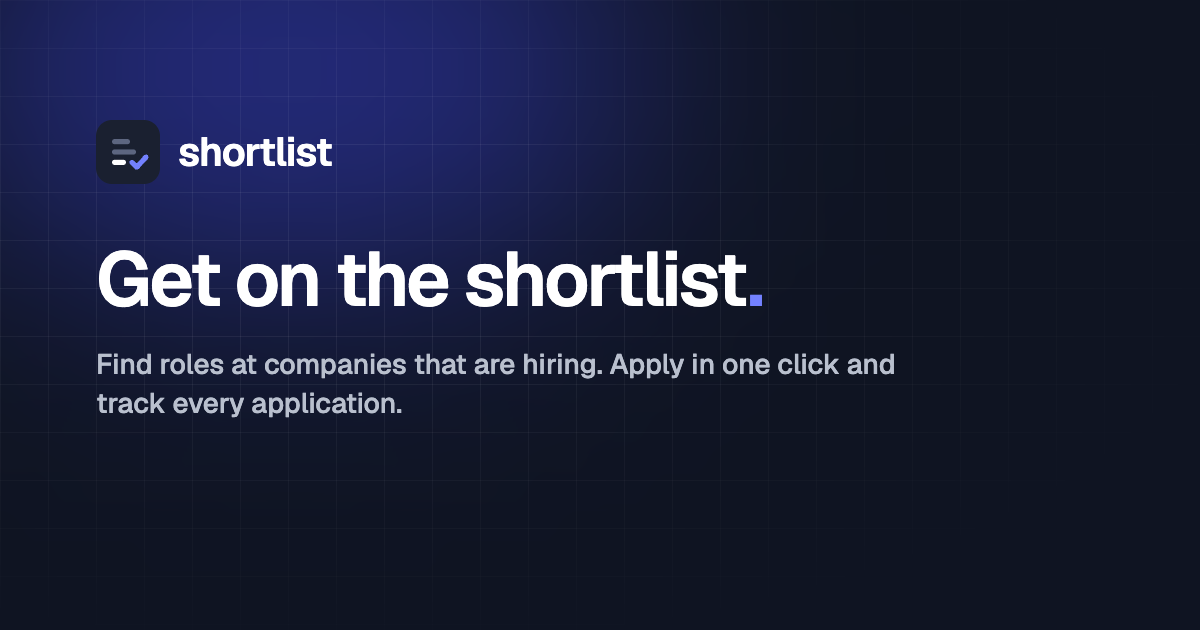 shortlist
Get on the shortlist.
Find roles at companies that are hiring. Apply in one click and
track every application.